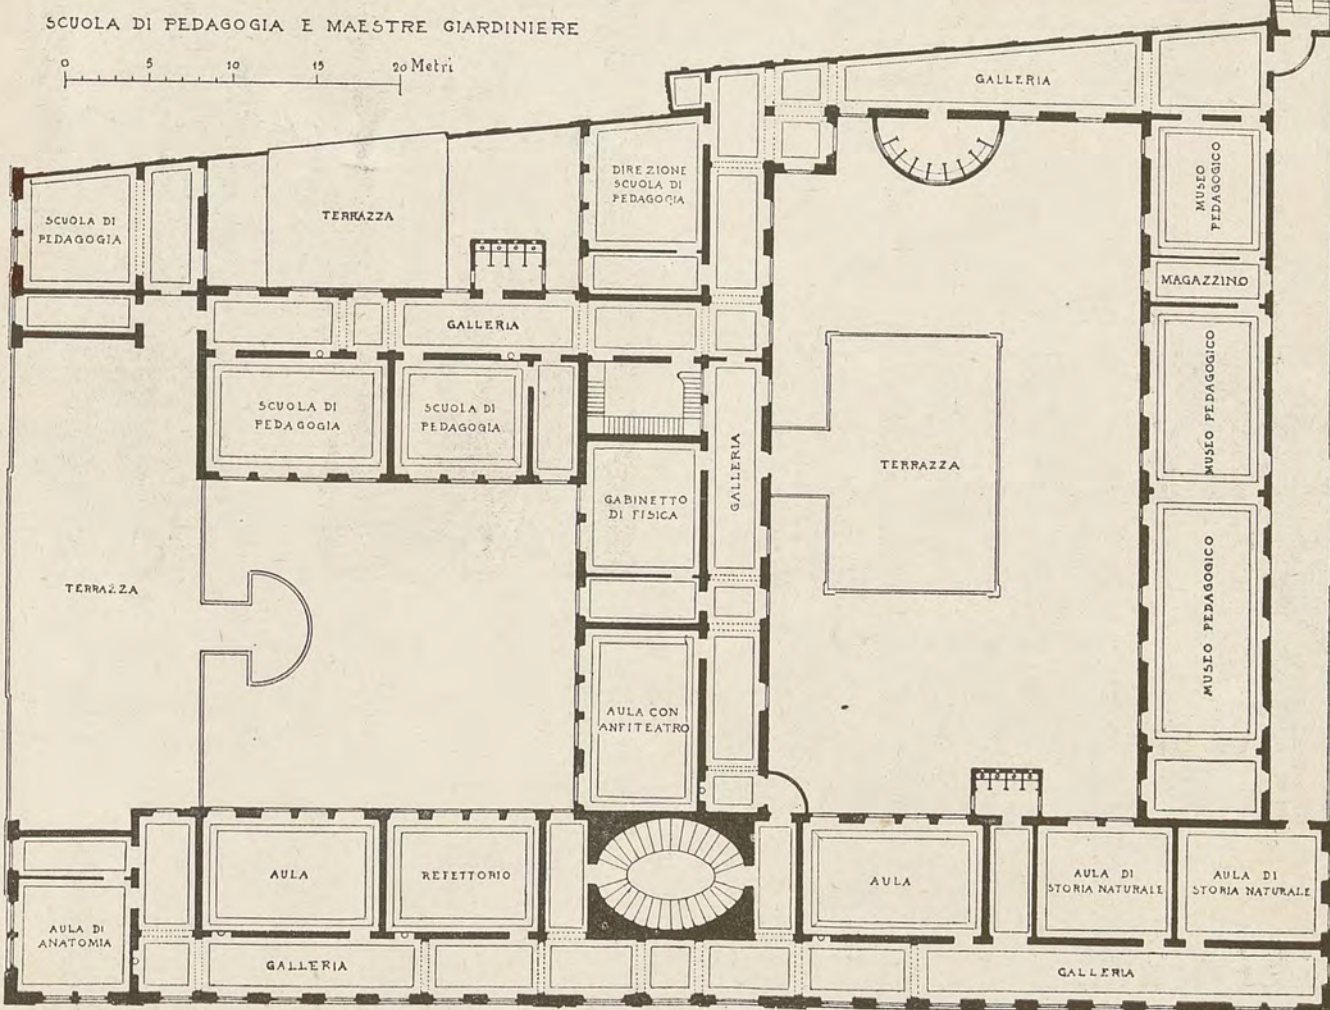 SCUOLA DI PEDAGOGIA E MAESTRE GIARDINIERE
0 5 10 15 20 Metri
GALLERIA
SCUOLA DI
PEDAGOGIA
TERRAZZA
DIREZIONE
SCUOLA DI
PEDAGOGIA
MUSEO
PEDAGOGICO
MAGAZZINO
GALLERIA
SCUOLA DI
PEDAGOGIA
SCUOLA DI
PEDAGOGIA
GALLERIA
TERRAZZA
MUSEO PEDAGOGICO
GABINETTO
DI FISICA
TERRAZZA
MUSEO PEDAGOGICO
AULA CON
ANFITEATRO
AULA
REFETTORIO
AULA
AULA DI
STORIA NATURALE
AULA DI
STORIA NATURALE
AULA DI
ANATOMIA
GALLERIA
GALLERIA